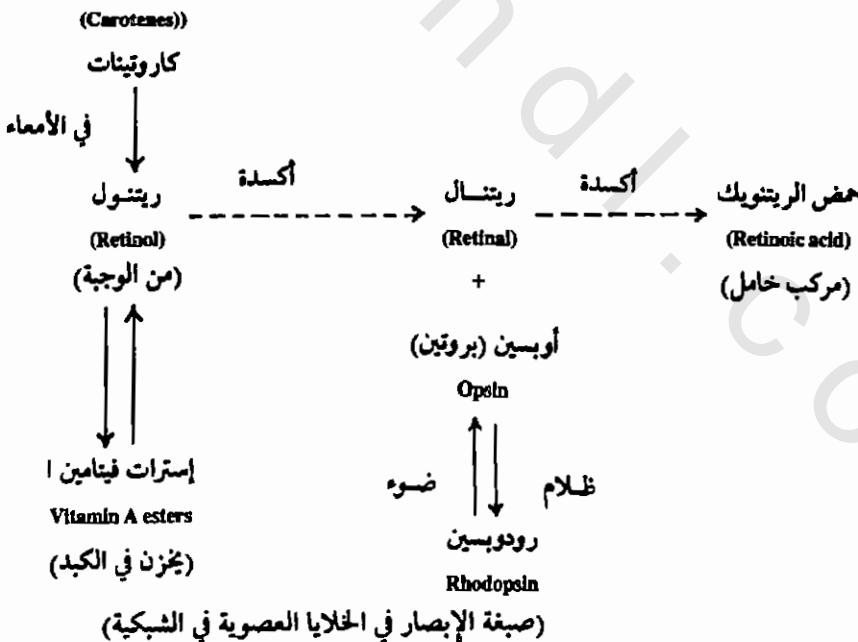 (Carotenes))
كاروتينات
في الأمعاء
أكسدة
أكسدة
ريتنول
ريتنال
حمض الريتنويك
(Retinol)
(Retinal)
(Retinoic acid)
(من الوجبة)
+
(مركب خامل)
أوبسين (بروتين)
Opsin
إسترات فيتامين ا
ضوء
ظلام
Vitamin A esters
رودوبسين
(يخزن في الكبد)
Rhodopsin
(صبغة الإبصار في الخلايا العصوية في الشبكية)